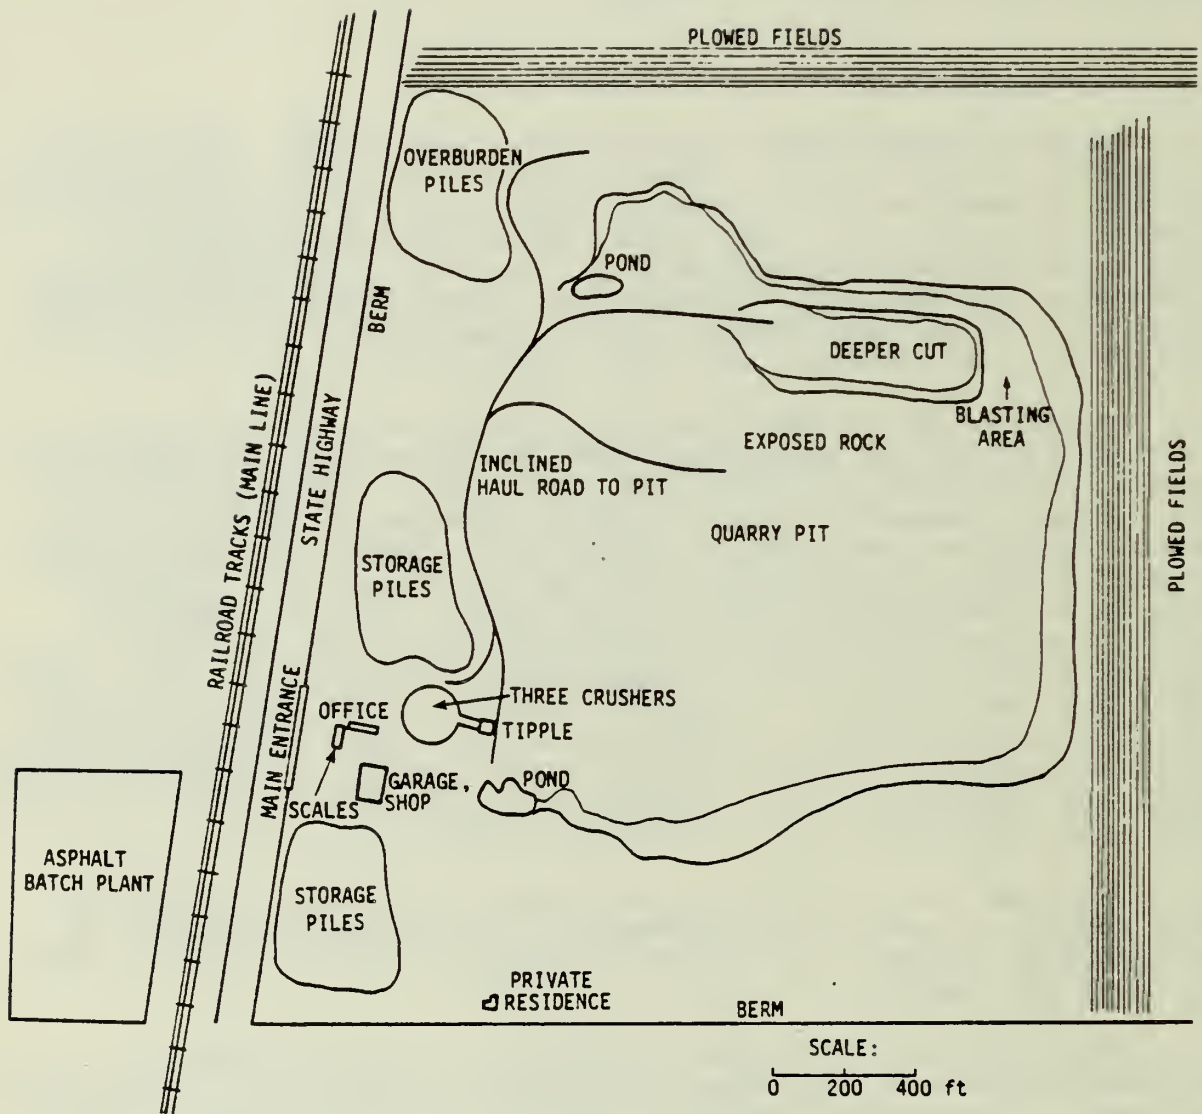 PLOWED FIELDS
OVERBURDEN
PILES
POND
BERM
DEEPER CUT
BLASTING
AREA
EXPOSED ROCK
STATE HIGHWAY
RAILROAD TRACKS (MAIN LINE)
INCLINED
HAUL ROAD TO PIT
PLOWED FIELDS
QUARRY PIT
STORAGE
PILES
THREE CRUSHERS
OFFICE
TIPPLE
MAIN ENTRANCE
GARAGE,
SHOP
POND
SCALES
ASPHALT
BATCH PLANT
STORAGE
PILES
PRIVATE
RESIDENCE
BERM
SCALE:
0 200 400 ft